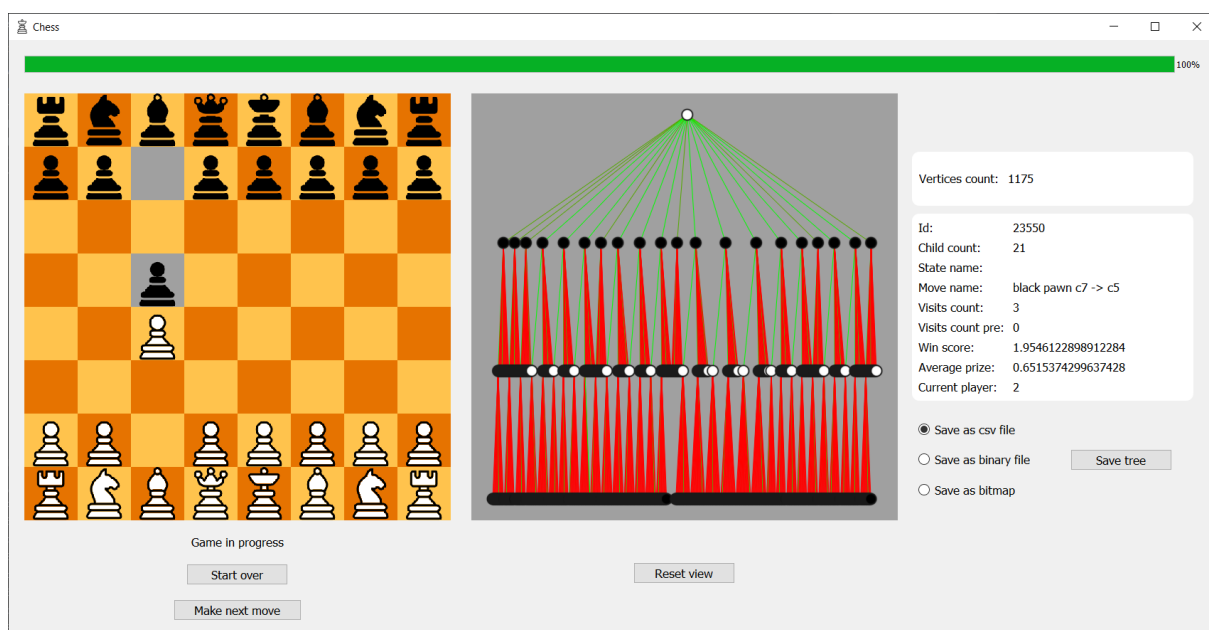 Chess
100%
Vertices count: 1175
Id: 23550
Child count: 21
State name:
Move name: black pawn c7 -> c5
Visits count: 3
Visits count pre: 0
Win score: 1.9546122898912284
Average prize: 0.6515374299637428
Current player: 2
Save as csv file
Save as binary file
Save tree
Save as bitmap
Game in progress
Start over
Reset view
Make next move